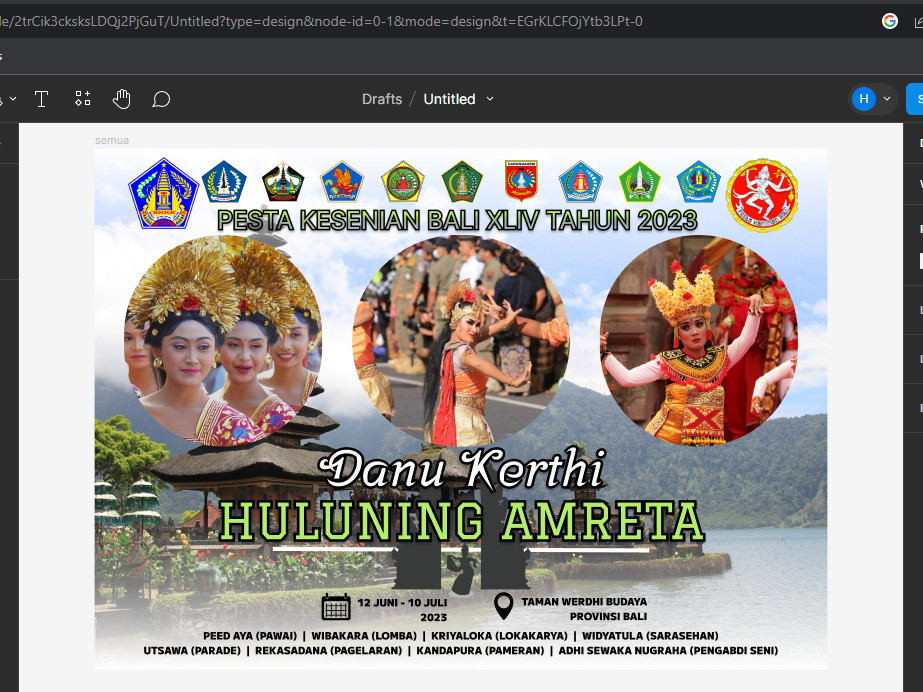 le/2trCik3cksksLDQj2PjGuT/Untitled?type=design&node-id=0-1&mode=design&t=EGrKLCFOjYtb3LPt-0
Drafts / Untitled
H
semua
PESTA KESENIAN BALI XLIV TAHUN 2023
Danu Kerthi
HULUNING AMRETA
12 JUNI - 10 JULI
2023
TAMAN WERDHI BUDAYA
PROVINSI BALI
PEED AYA (PAWAI) | WIBAKARA (LOMBA) | KRIYALOKA (LOKAKARYA) | WIDYATULA (SARASEHAN)
UTSAWA (PARADE) | REKASADANA (PAGELARAN) | KANDAPURA (PAMERAN) | ADHI SEWAKA NUGRAHA (PENGABDI SENI)